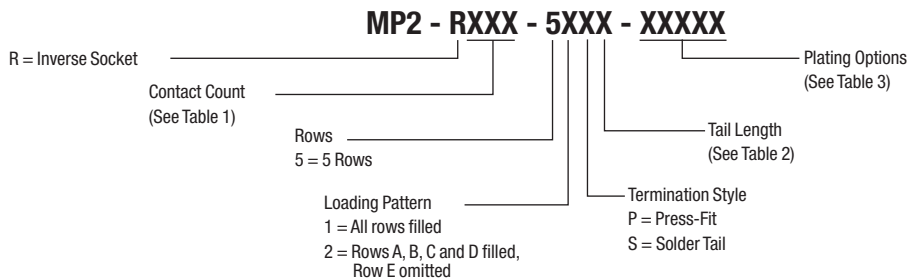 MP2 - RXXX - 5XXX - XXXXX
R = Inverse Socket
Plating Options
(See Table 3)
Contact Count
(See Table 1)
Rows
5 = 5 Rows
Tail Length
(See Table 2)
Loading Pattern
1 = All rows filled
2 = Rows A, B, C and D filled,
Row E omitted
Termination Style
P = Press-Fit
S = Solder Tail